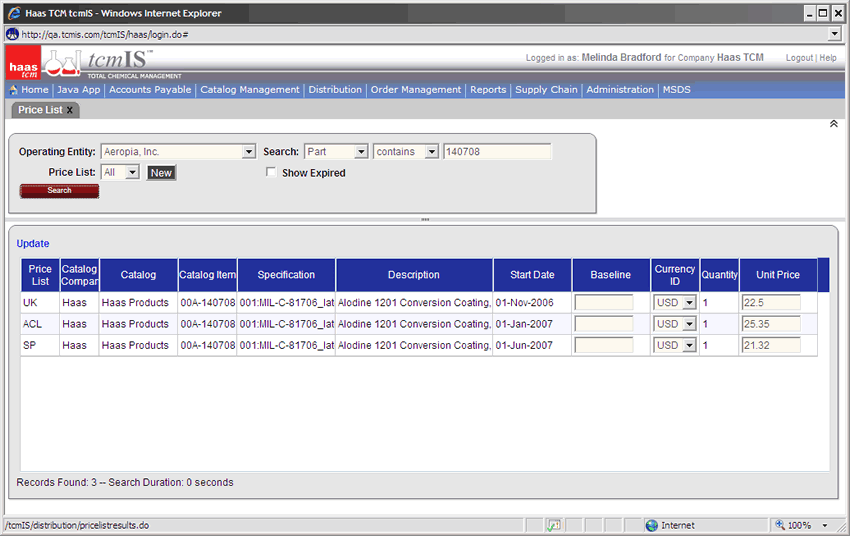 Haas TCM tcmIS - Windows Internet Explorer
http://qa.tcmis.com/tcmIS/haas/login.do#
haas tcm
tcmIS™
TOTAL CHEMICAL MANAGEMENT
Logged in as: Melinda Bradford for Company Haas TCM Logout | Help
Home | Java App | Accounts Payable | Catalog Management | Distribution | Order Management | Reports | Supply Chain | Administration | MSDS
Price List X
Operating Entity: Aeropia, Inc. Search: Part contains 140708
Price List: All New Show Expired
Search
Update
Price List Catalog Compan Catalog Catalog Item Specification Description Start Date Baseline Currency ID Quantity Unit Price
UK Haas Haas Products 00A-140708 001:MIL-C-81706_lat Alodine 1201 Conversion Coating, 01-Nov-2006 USD 1 22.5
ACL Haas Haas Products 00A-140708 001:MIL-C-81706_lat Alodine 1201 Conversion Coating, 01-Jan-2007 USD 1 25.35
SP Haas Haas Products 00A-140708 001:MIL-C-81706_lat Alodine 1201 Conversion Coating, 01-Jun-2007 USD 1 21.32
Records Found: 3 -- Search Duration: 0 seconds
/tcmIS/distribution/pricelistresults.do Internet 100%